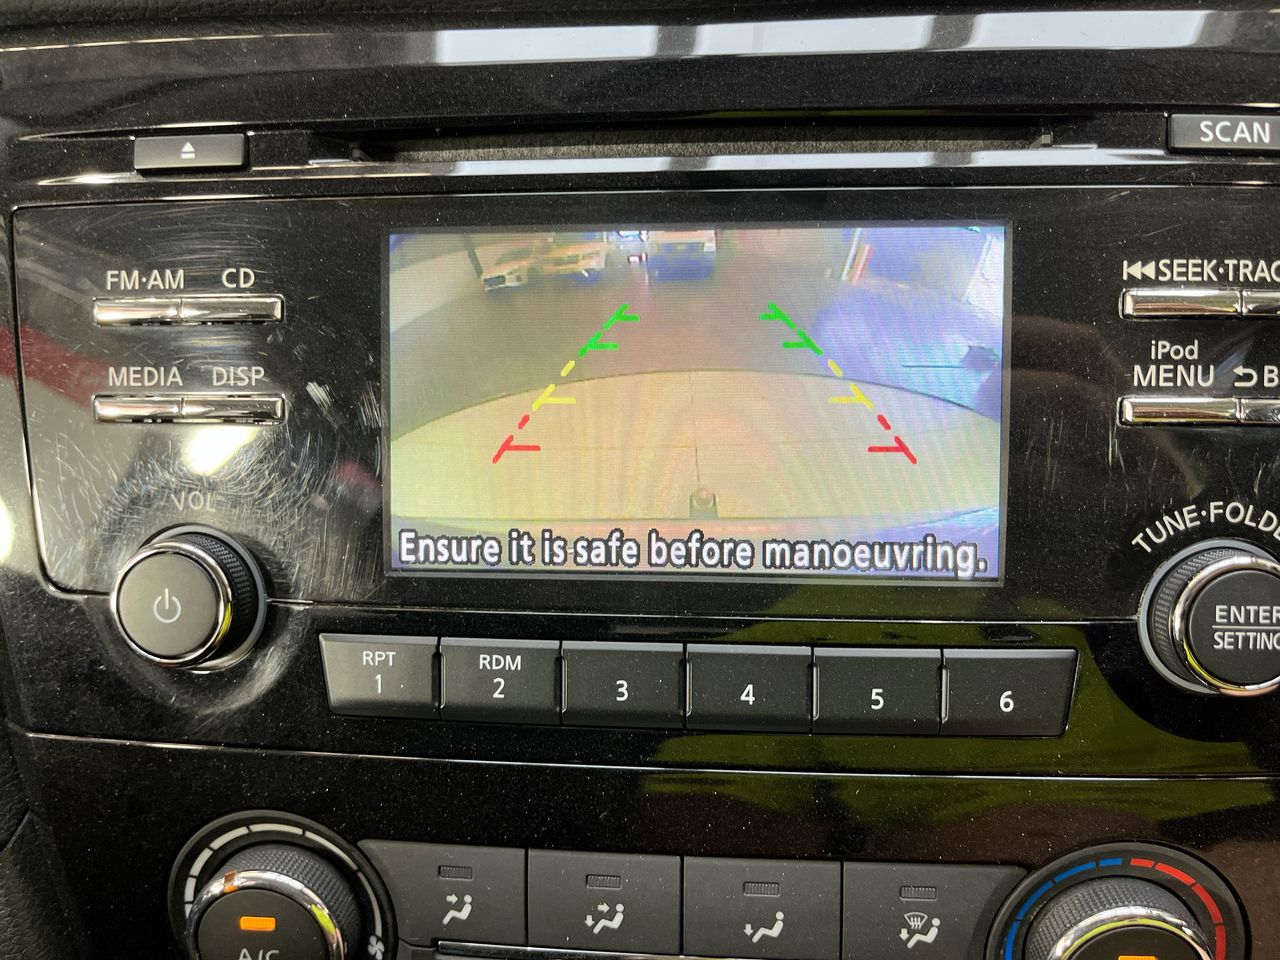 SCAN
FM·AM CD
SEEK·TRAC
MEDIA DISP
iPod
MENU B
VOL
TUNE·FOLD
Ensure it is safe before manoeuvring.
ENTER
SETTING
RPT
1
RDM
2
3
4
5
6
A/C